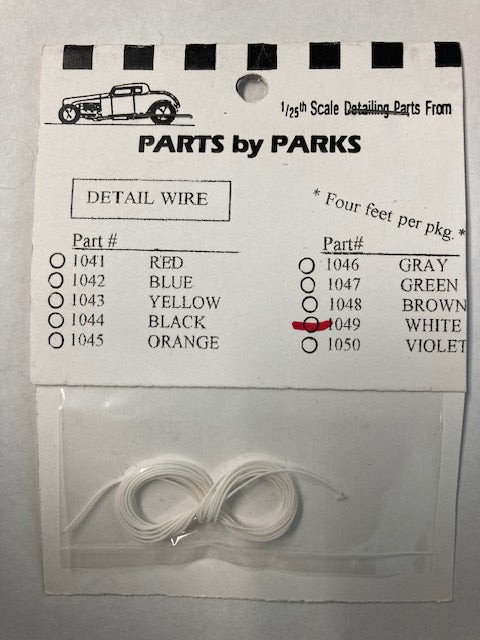 1/25th Scale Detailing Parts From
PARTS by PARKS
DETAIL WIRE
* Four feet per pkg. *
Part #
1041 RED
1042 BLUE
1043 YELLOW
1044 BLACK
1045 ORANGE
Part#
1046 GRAY
1047 GREEN
1048 BROWN
1049 WHITE
1050 VIOLET